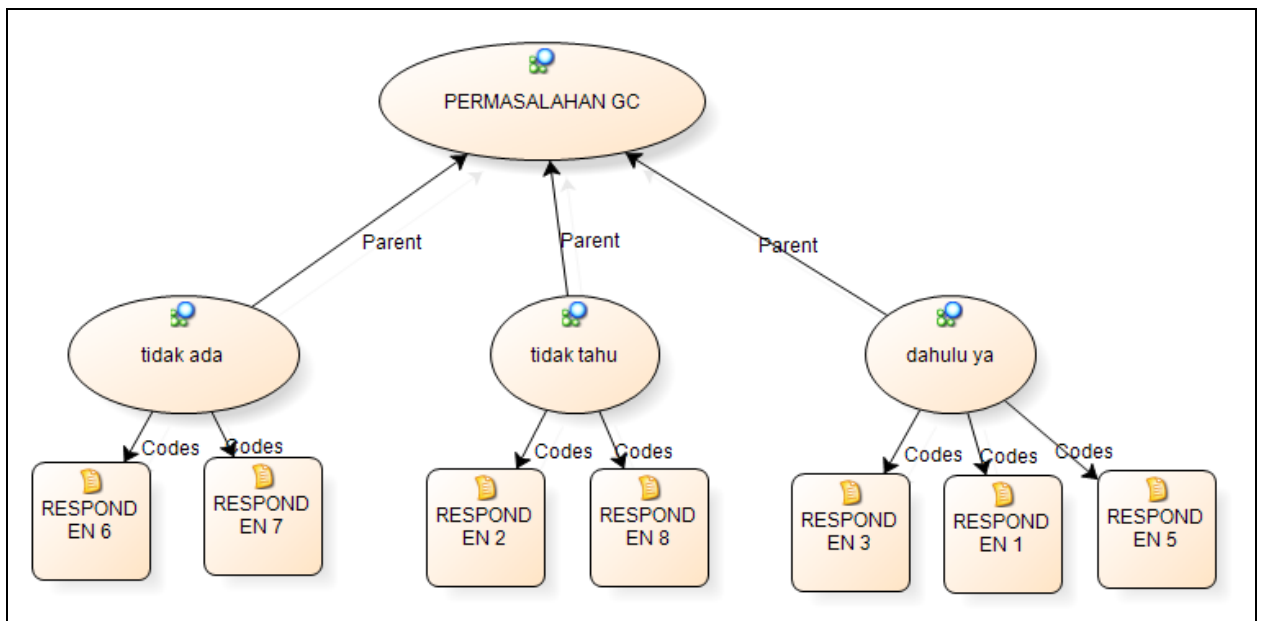 PERMASALAHAN GC
Parent
Parent
Parent
tidak ada
tidak tahu
dahulu ya
Codes
Codes
Codes
Codes
Codes
Codes
Codes
RESPOND
EN 6
RESPOND
EN 7
RESPOND
EN 2
RESPOND
EN 8
RESPOND
EN 3
RESPOND
EN 1
RESPOND
EN 5